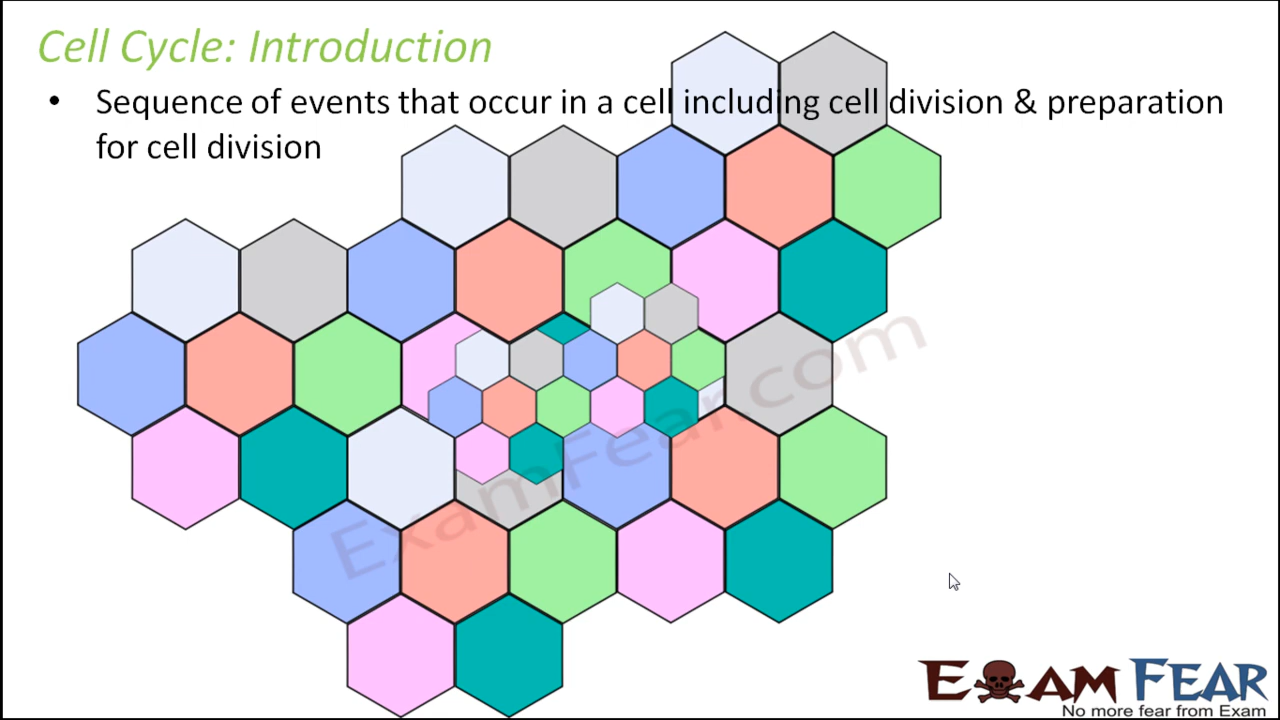 Cell Cycle: Introduction
• Sequence of events that occur in a cell including cell division & preparation
for cell division
ExamFear.com
EXAM FEAR
No more fear from Exam